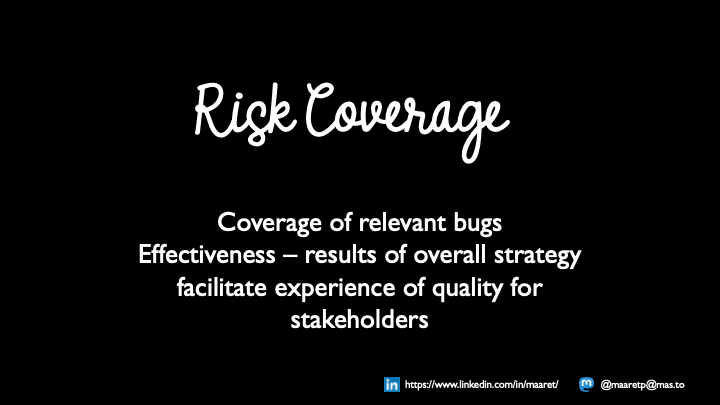 Risk Coverage
Coverage of relevant bugs
Effectiveness – results of overall strategy
facilitate experience of quality for
stakeholders
https://www.linkedin.com/in/maaret/ @maaretp@mas.to